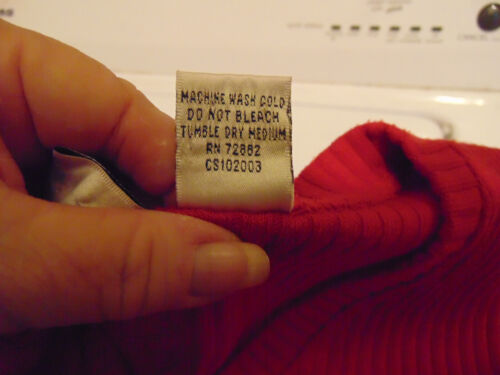 MACHINE WASH COLD
DO NOT BLEACH
TUMBLE DRY MEDIUM
RN 72882
CS102003